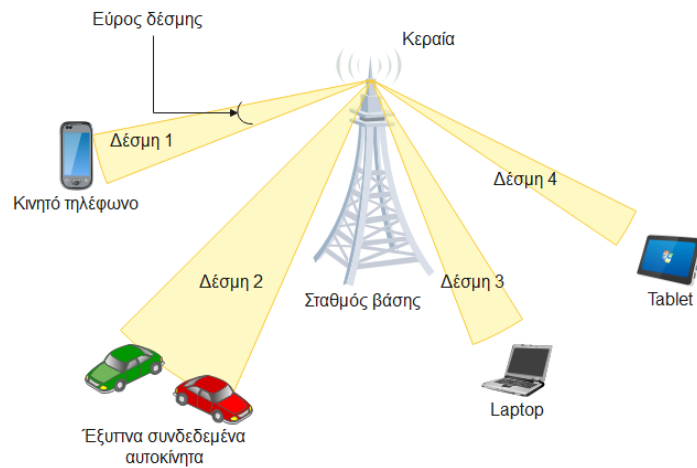 Εύρος δέσμης
Κεραία
Δέσμη 1
Δέσμη 4
Κινητό τηλέφωνο
Δέσμη 2
Δέσμη 3
Σταθμός βάσης
Tablet
Laptop
Έξυπνα συνδεδεμένα
αυτοκίνητα